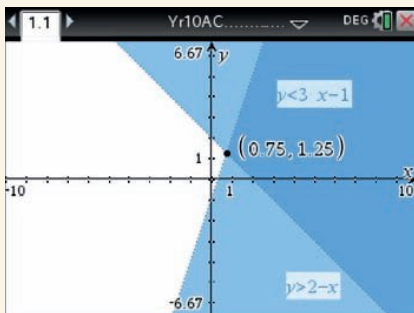 1.1 Yr10AC............ DEG
6.67 y
y<3·x−1
(0.75, 1.25)
1
x
-10 1 10
y>2−x
-6.67